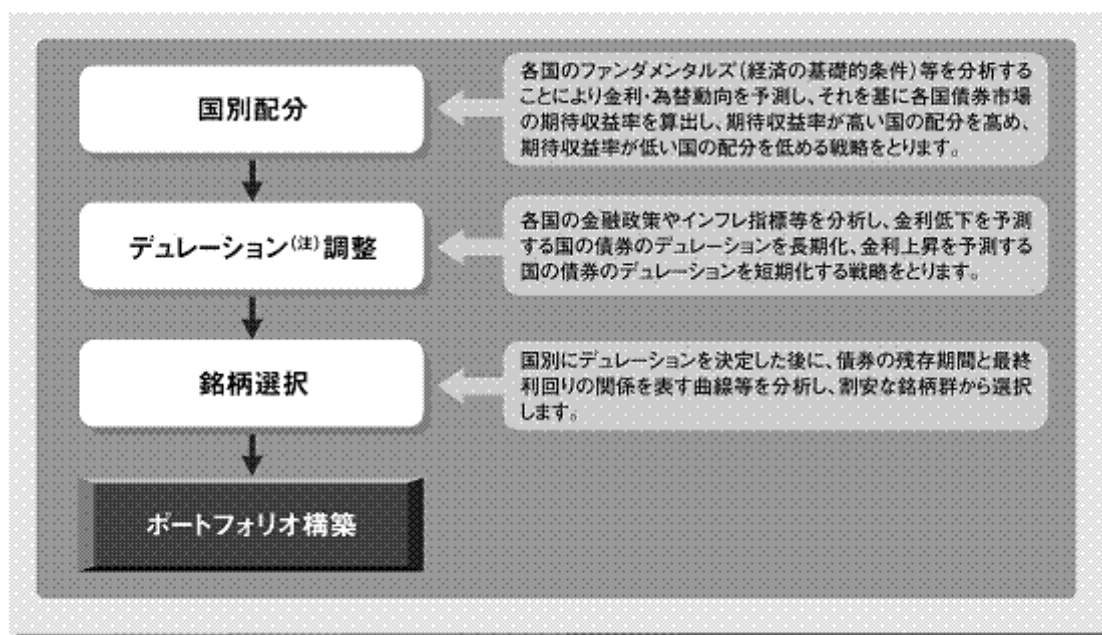 国別配分
各国のファンダメンタルズ(経済の基礎的条件)等を分析する
ことにより金利・為替動向を予測し、それを基に各国債券市場
の期待収益率を算出し、期待収益率が高い国の配分を高め、
期待収益率が低い国の配分を低める戦略をとります。
デュレーション(注)調整
各国の金融政策やインフレ指標等を分析し、金利低下を予測
する国の債券のデュレーションを長期化、金利上昇を予測する
国の債券のデュレーションを短期化する戦略をとります。
銘柄選択
国別にデュレーションを決定した後に、債券の残存期間と最終
利回りの関係を表す曲線等を分析し、割安な銘柄群から選択
します。
ポートフォリオ構築